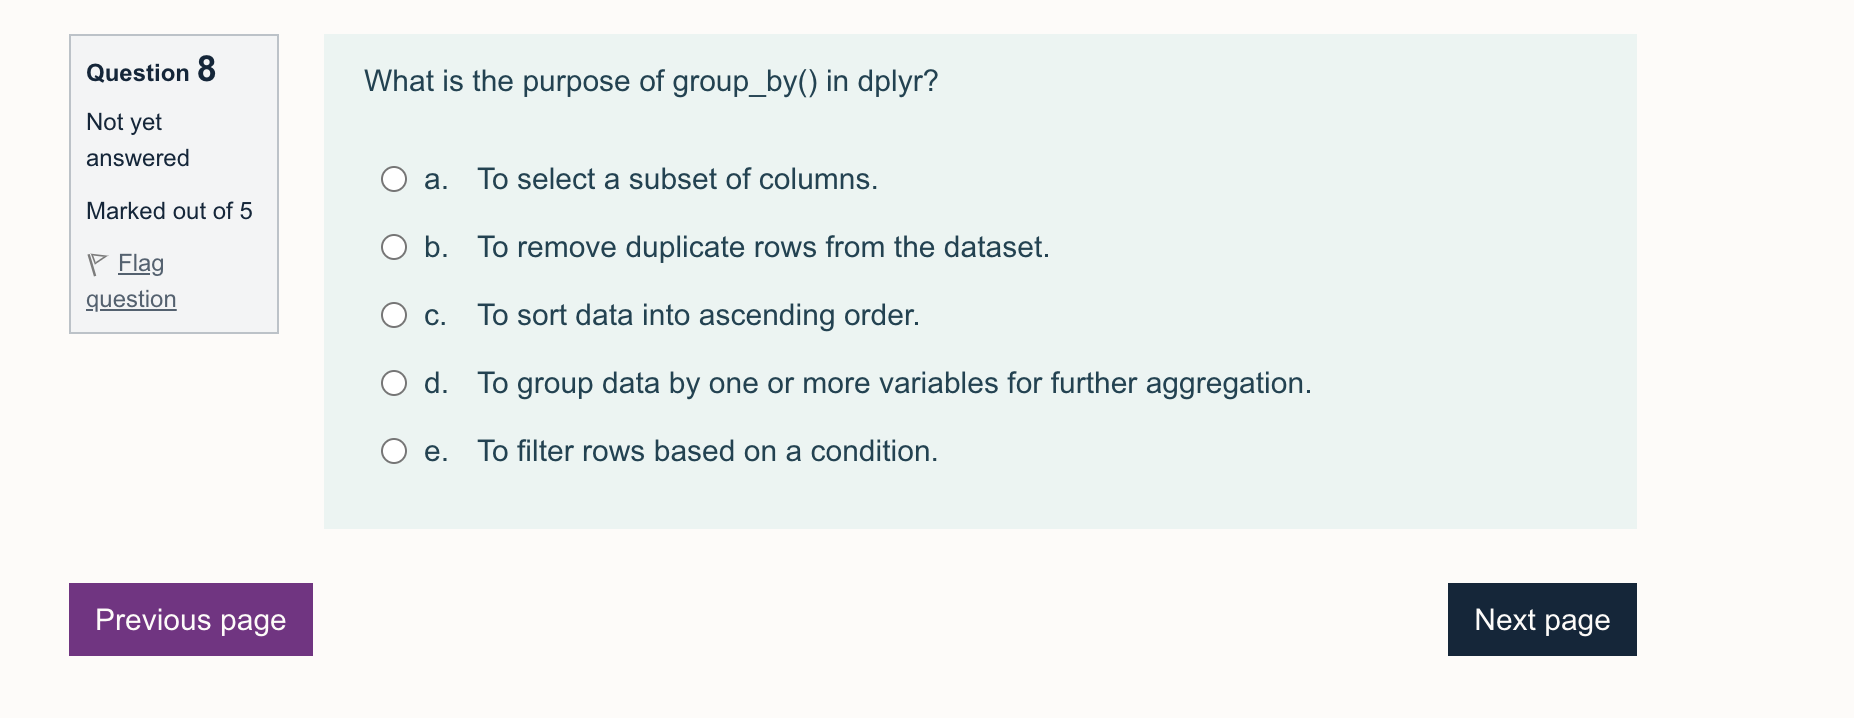 Question 8
Not yet
answered
Marked out of 5
Flag
question
What is the purpose of group_by() in dplyr?
a. To select a subset of columns.
b. To remove duplicate rows from the dataset.
c. To sort data into ascending order.
d. To group data by one or more variables for further aggregation.
e. To filter rows based on a condition.
Previous page
Next page